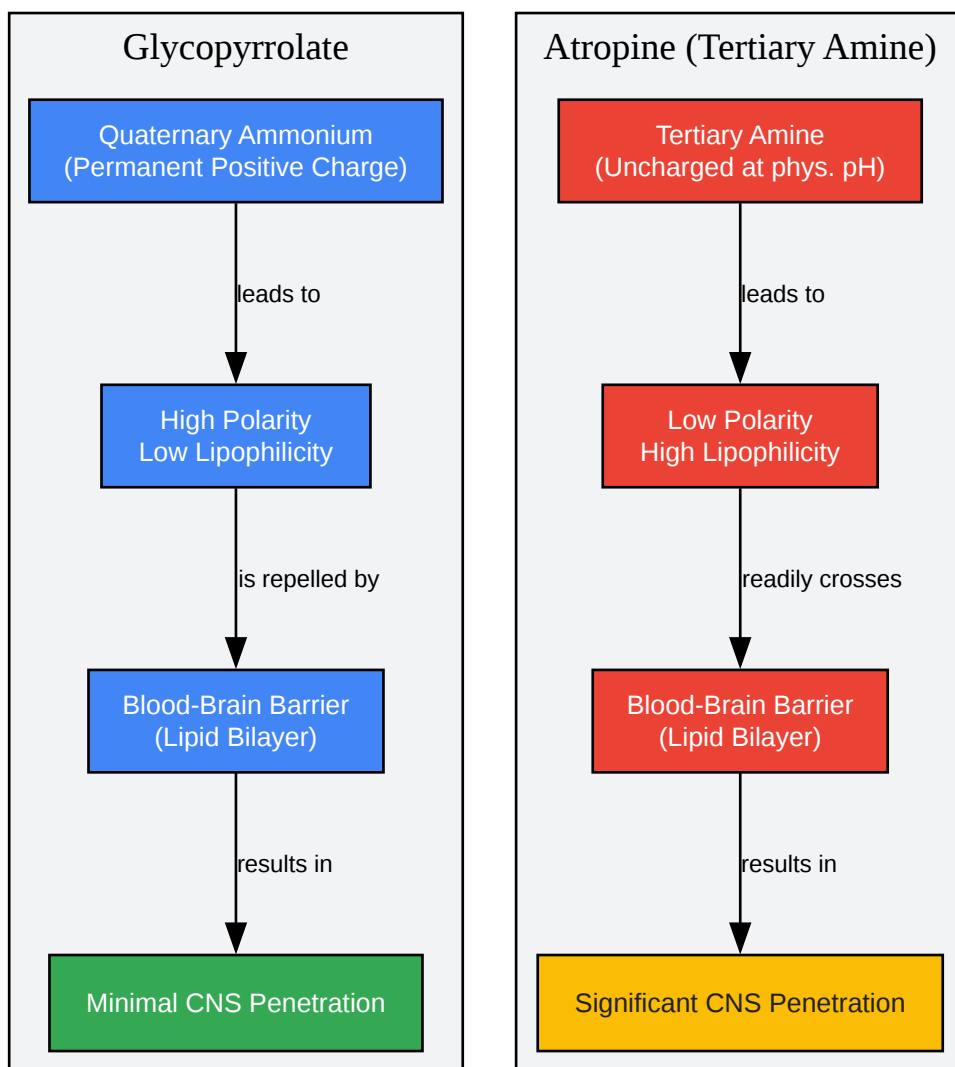 Glycopyrrolate
Quaternary Ammonium
(Permanent Positive Charge)
leads to
High Polarity
Low Lipophilicity
is repelled by
Blood-Brain Barrier
(Lipid Bilayer)
results in
Minimal CNS Penetration
Atropine (Tertiary Amine)
Tertiary Amine
(Uncharged at phys. pH)
leads to
Low Polarity
High Lipophilicity
readily crosses
Blood-Brain Barrier
(Lipid Bilayer)
results in
Significant CNS Penetration